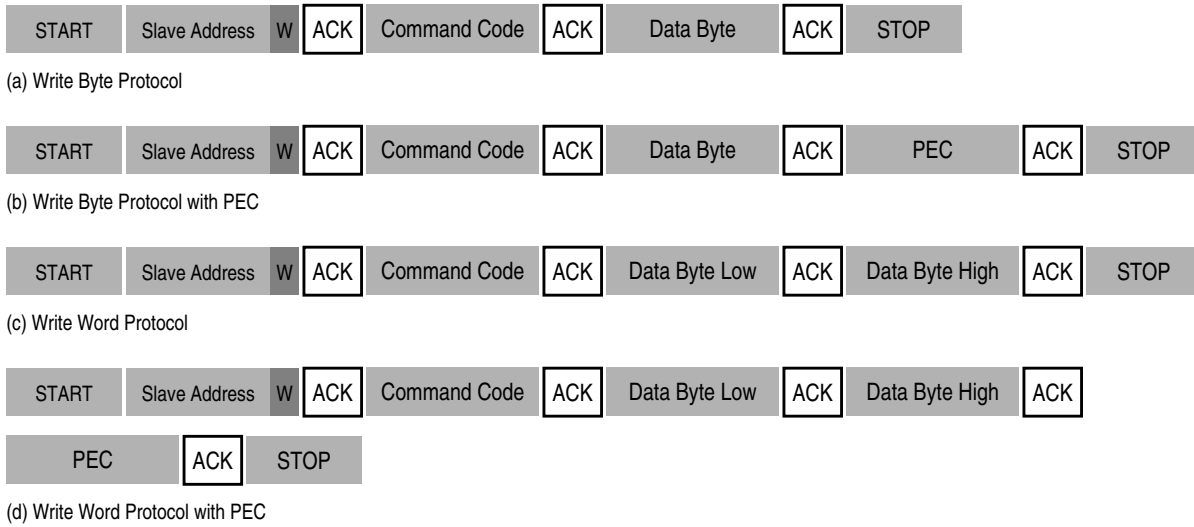 START Slave Address W ACK Command Code ACK Data Byte ACK STOP
(a) Write Byte Protocol
START Slave Address W ACK Command Code ACK Data Byte ACK PEC ACK STOP
(b) Write Byte Protocol with PEC
START Slave Address W ACK Command Code ACK Data Byte Low ACK Data Byte High ACK STOP
(c) Write Word Protocol
START Slave Address W ACK Command Code ACK Data Byte Low ACK Data Byte High ACK
PEC ACK STOP
(d) Write Word Protocol with PEC